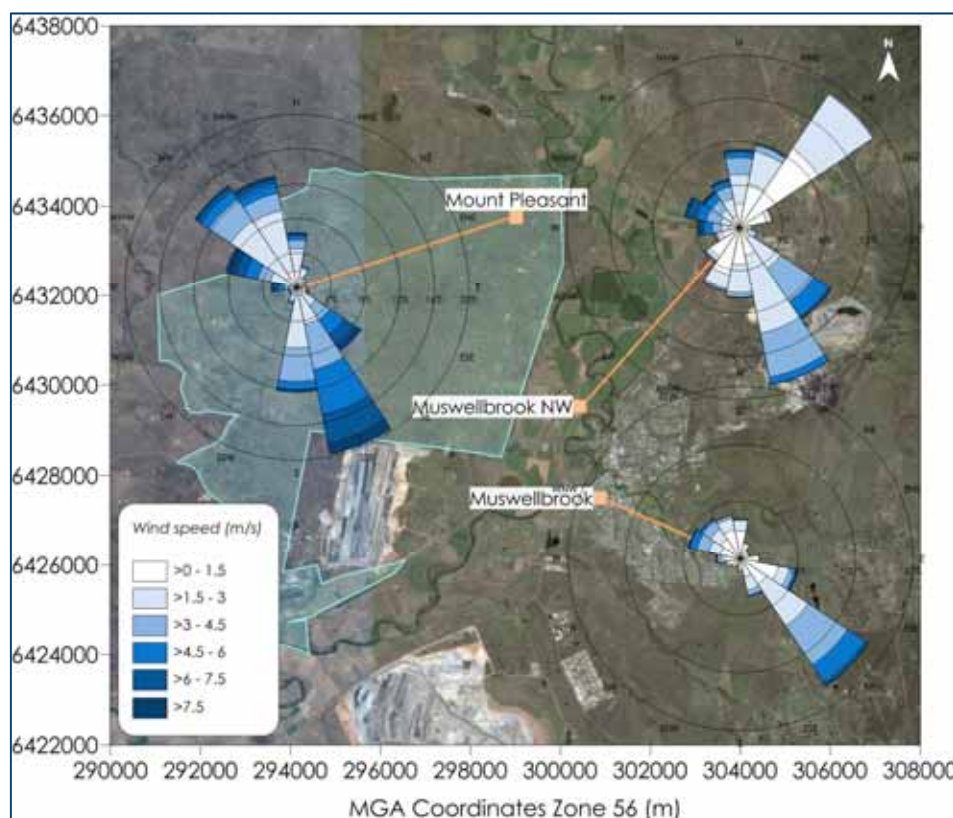 6438000
N
6436000
6434000
Mount Pleasant
6432000
6430000
Muswellbrook NW
6428000
Muswellbrook
Wind speed (m/s)
>0 - 1.5
>1.5 - 3
>3 - 4.5
>4.5 - 6
>6 - 7.5
>7.5
6426000
6424000
6422000
290000 292000 294000 296000 298000 300000 302000 304000 306000 308000
MGA Coordinates Zone 56 (m)